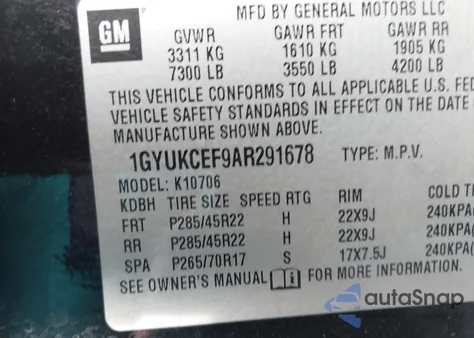 MFD BY GENERAL MOTORS LLC
GM
GVWR GAWR FRT GAWR RR
3311 KG 1610 KG 1905 KG
7300 LB 3550 LB 4200 LB
THIS VEHICLE CONFORMS TO ALL APPLICABLE U.S. FED
VEHICLE SAFETY STANDARDS IN EFFECT ON THE DATE
MANUFACTURE SHOWN ABOVE.
1GYUKCEF9AR291678 TYPE: M.P.V.
MODEL: K10706
KDBH TIRE SIZE SPEED RTG RIM COLD TI
FRT P285/45R22 H 22X9J 240KPA(
RR P285/45R22 H 22X9J 240KPA(
SPA P265/70R17 S 17X7.5J 240KPA(
SEE OWNER'S MANUAL i FOR MORE INFORMATION.
autoSnap